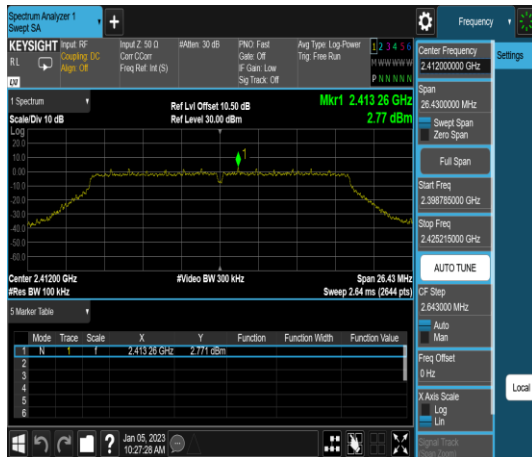 Spectrum Analyzer 1
Swept SA
Frequency
Settings
KEYSIGHT
RL
Input: RF
Coupling: DC
Align: Off
Input Z: 50 Ω
Corr CCorr
Freq Ref: Int (S)
#Atten: 30 dB
PNO: Fast
Gate: Off
IF Gain: Low
Sig Track: Off
Avg Type: Log-Power
Trig: Free Run
1 2 3 4 5 6
M W W W W W
P N N N N N
1 Spectrum
Scale/Div 10 dB
Ref Lvl Offset 10.50 dB
Ref Level 30.00 dBm
Mkr1 2.413 26 GHz
2.77 dBm
Log
20.0
10.0
0.00
-10.0
-20.0
-30.0
-40.0
-50.0
-60.0
1
Center 2.41200 GHz
#Res BW 100 kHz
#Video BW 300 kHz
Span 26.43 MHz
Sweep 2.64 ms (2644 pts)
5 Marker Table
Mode Trace Scale X Y Function Function Width Function Value
1 N 1 f 2.413 26 GHz 2.771 dBm
2
3
4
5
6
Jan 05, 2023
10:27:28 AM
Center Frequency
2.412000000 GHz
Span
26.4300000 MHz
Swept Span
Zero Span
Full Span
Start Freq
2.398785000 GHz
Stop Freq
2.425215000 GHz
AUTO TUNE
CF Step
2.643000 MHz
Auto
Man
Freq Offset
0 Hz
X Axis Scale
Log
Lin
Signal Track
(Span Zoom)
Local